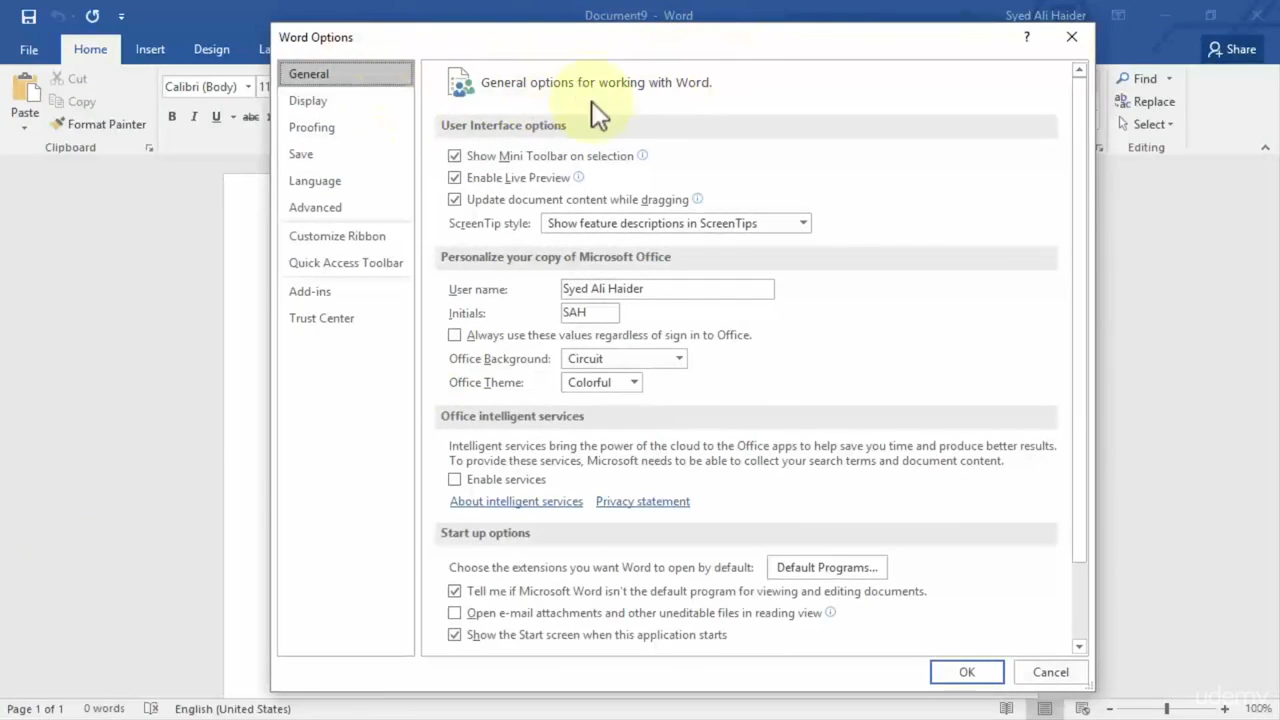 Document9 - Word
Syed Ali Haider
File
Home
Insert
Design
La
Share
Paste
Cut
Copy
Format Painter
Clipboard
Calibri (Body)
11
B I U abc
Find
Replace
Select
Editing
Word Options
?
General
Display
Proofing
Save
Language
Advanced
Customize Ribbon
Quick Access Toolbar
Add-ins
Trust Center
General options for working with Word.
User Interface options
Show Mini Toolbar on selection
Enable Live Preview
Update document content while dragging
ScreenTip style: Show feature descriptions in ScreenTips
Personalize your copy of Microsoft Office
User name: Syed Ali Haider
Initials: SAH
Always use these values regardless of sign in to Office.
Office Background: Circuit
Office Theme: Colorful
Office intelligent services
Intelligent services bring the power of the cloud to the Office apps to help save you time and produce better results.
To provide these services, Microsoft needs to be able to collect your search terms and document content.
Enable services
About intelligent services Privacy statement
Start up options
Choose the extensions you want Word to open by default: Default Programs...
Tell me if Microsoft Word isn't the default program for viewing and editing documents.
Open e-mail attachments and other uneditable files in reading view
Show the Start screen when this application starts
OK
Cancel
Page 1 of 1
0 words
English (United States)
100%
udemy